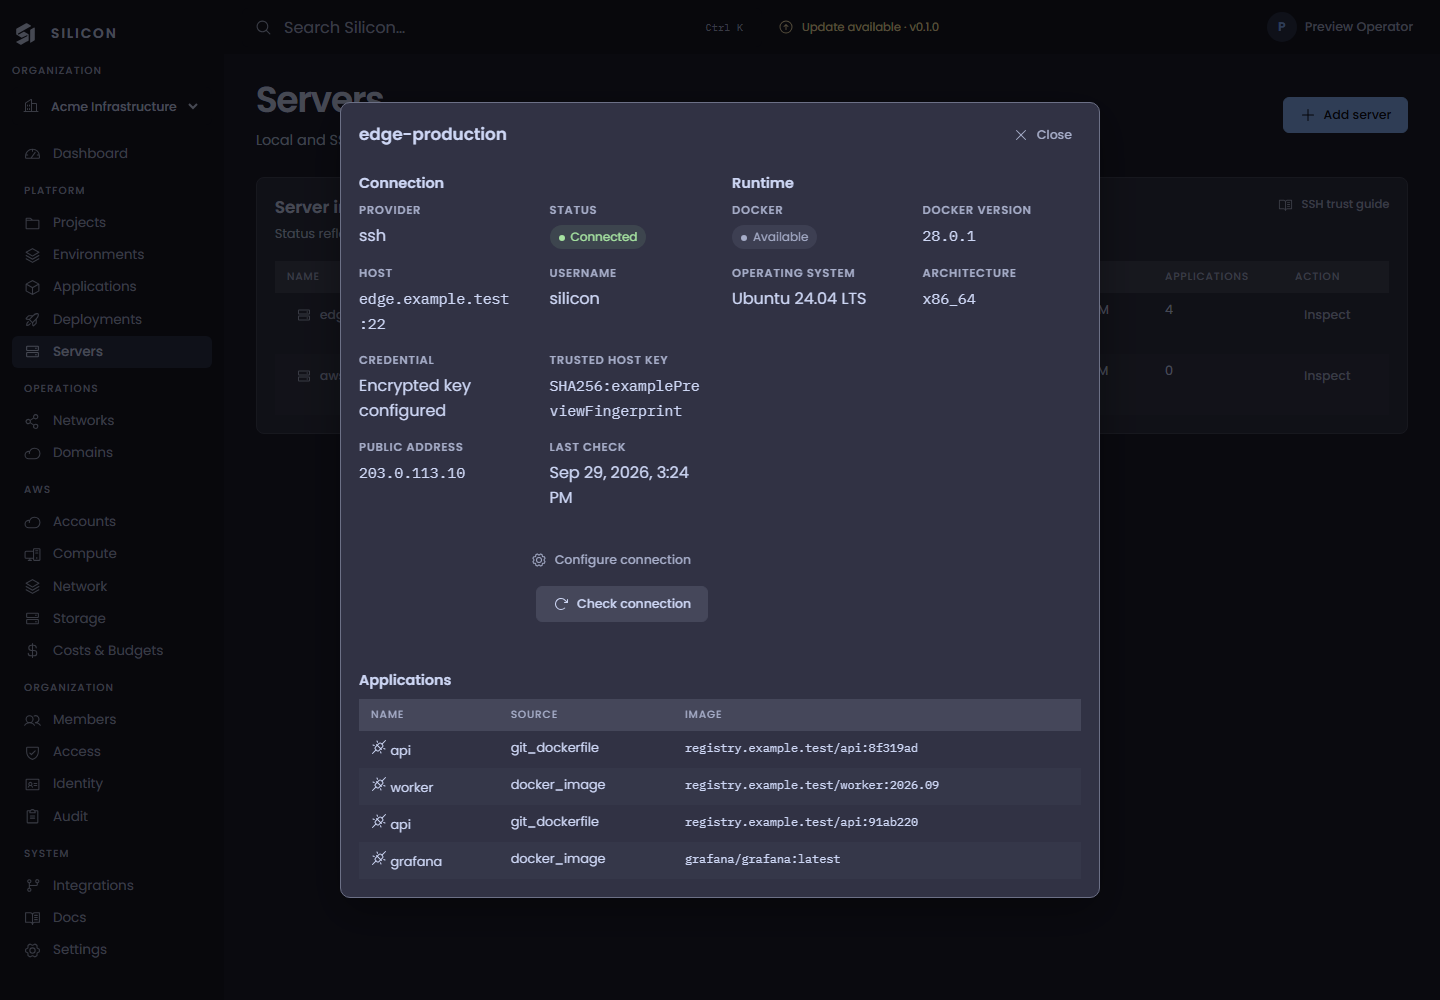 SILICON
Search Silicon...
Ctrl K
Update available · v0.1.0
P
Preview Operator
ORGANIZATION
Acme Infrastructure
Dashboard
PLATFORM
Projects
Environments
Applications
Deployments
Servers
OPERATIONS
Networks
Domains
AWS
Accounts
Compute
Network
Storage
Costs & Budgets
ORGANIZATION
Members
Access
Identity
Audit
SYSTEM
Integrations
Docs
Settings
Servers
Local and S
Add server
Server i
SSH trust guide
Status refl
NAME
APPLICATIONS
ACTION
edg
M
4
Inspect
aws
M
0
Inspect
edge-production
Close
Connection
PROVIDER
STATUS
ssh
Connected
HOST
USERNAME
edge.example.test
:22
silicon
CREDENTIAL
TRUSTED HOST KEY
Encrypted key
configured
SHA256:examplePre
viewFingerprint
PUBLIC ADDRESS
LAST CHECK
203.0.113.10
Sep 29, 2026, 3:24
PM
Configure connection
Check connection
Runtime
DOCKER
DOCKER VERSION
Available
28.0.1
OPERATING SYSTEM
ARCHITECTURE
Ubuntu 24.04 LTS
x86_64
Applications
NAME
SOURCE
IMAGE
api
git_dockerfile
registry.example.test/api:8f319ad
worker
docker_image
registry.example.test/worker:2026.09
api
git_dockerfile
registry.example.test/api:91ab220
grafana
docker_image
grafana/grafana:latest